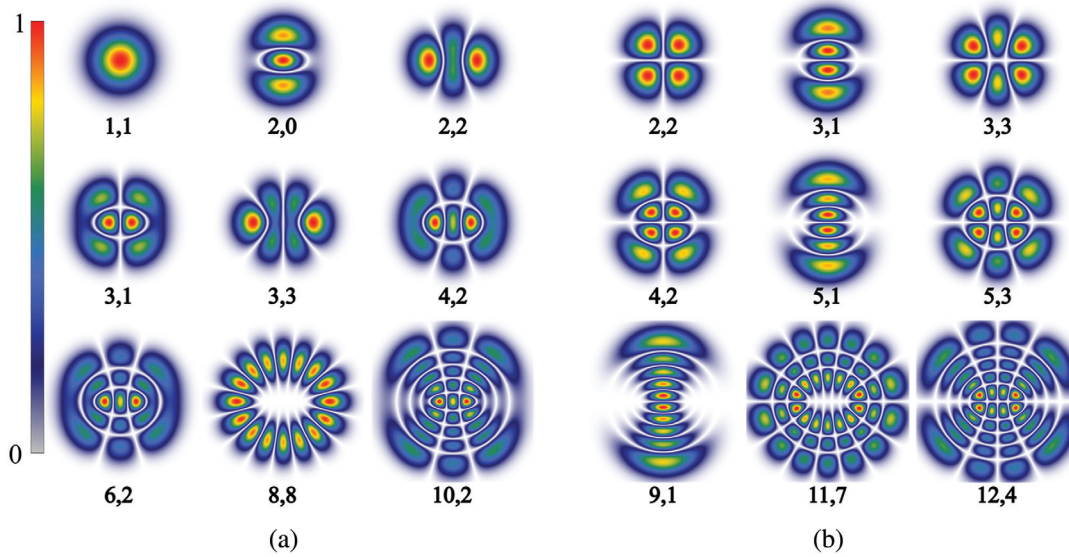 1
1,1 2,0 2,2 2,2 3,1 3,3
3,1 3,3 4,2 4,2 5,1 5,3
0
6,2 8,8 10,2 9,1 11,7 12,4
(a) (b)